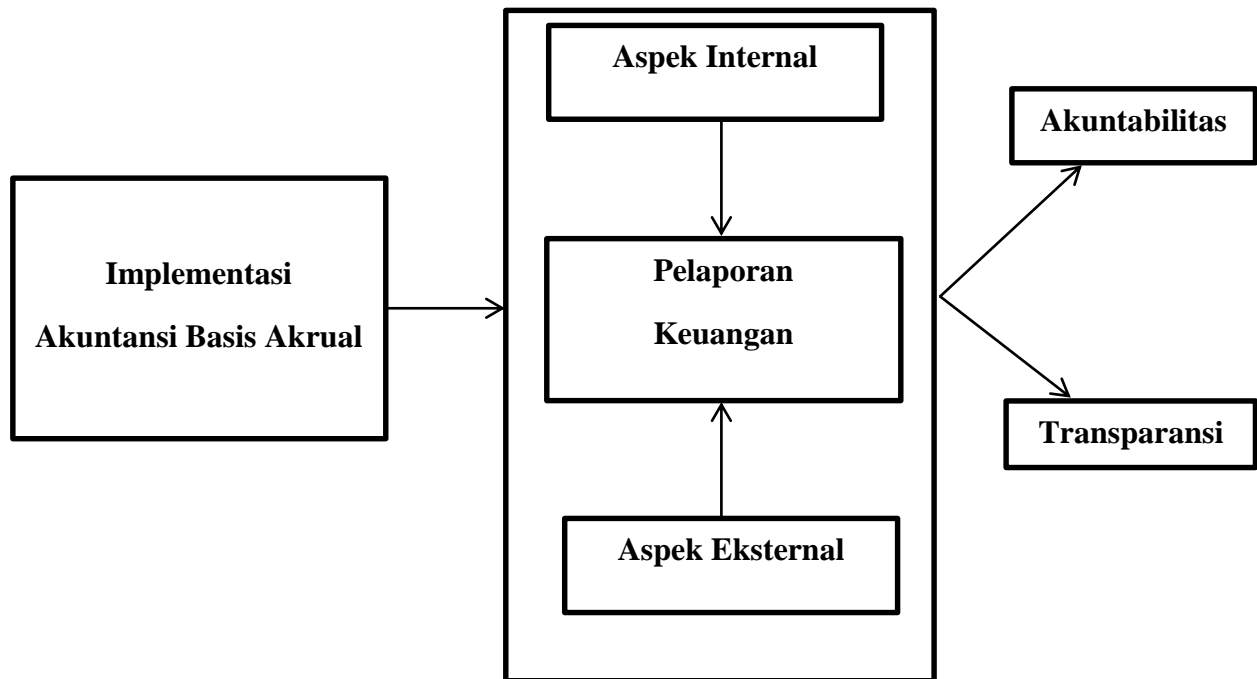 Aspek Internal
Akuntabilitas
Implementasi
Akuntansi Basis Akrual
Pelaporan
Keuangan
Transparansi
Aspek Eksternal